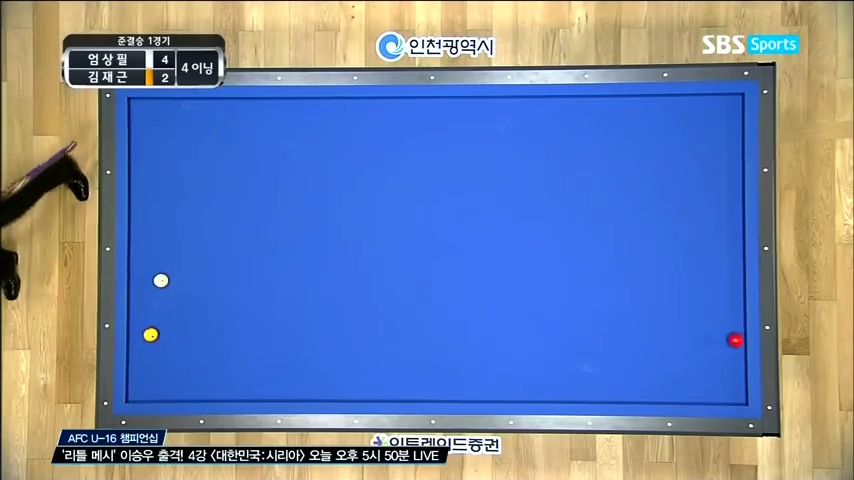 준결승 1경기
엄상필 4
김재근 2
4 이닝
인천광역시
SBS Sports
이트레이드증권
AFC U-16 챔피언십
'리틀 메시' 이승우 출격! 4강 <대한민국:시리아> 오늘 오후 5시 50분 LIVE